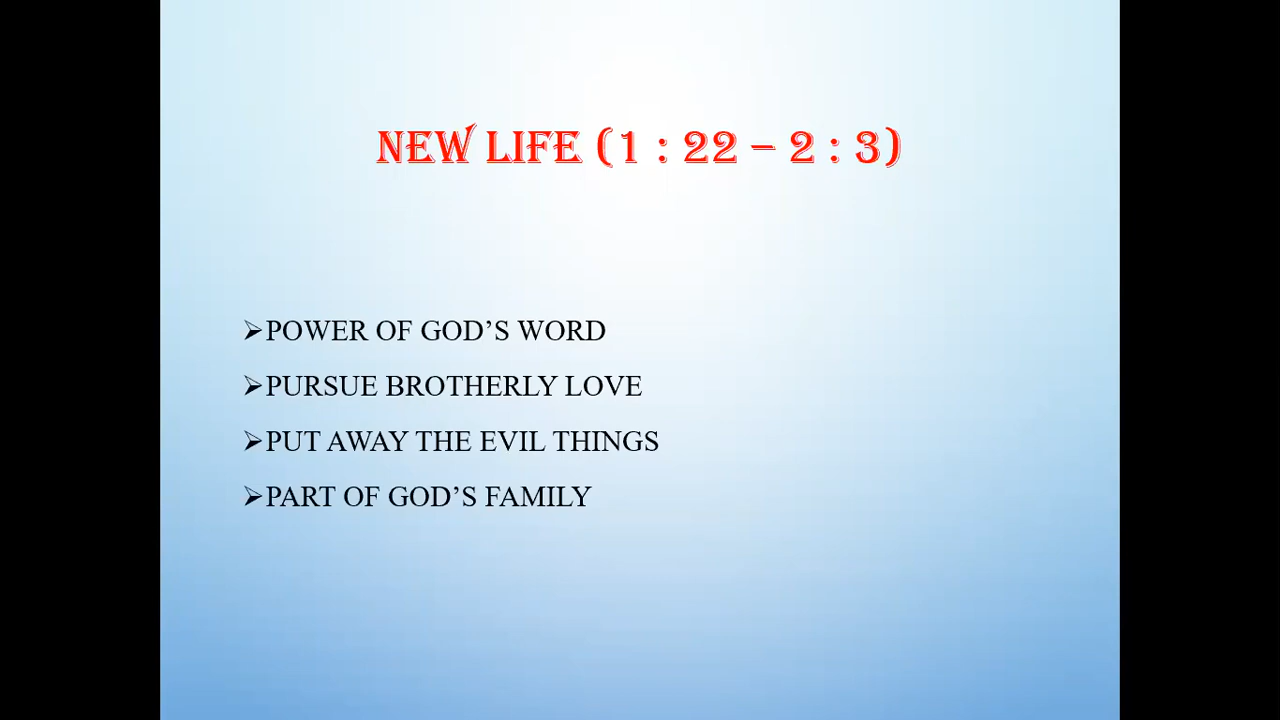 NEW LIFE (1 : 22 – 2 : 3)
➢POWER OF GOD’S WORD
➢PURSUE BROTHERLY LOVE
➢PUT AWAY THE EVIL THINGS
➢PART OF GOD’S FAMILY